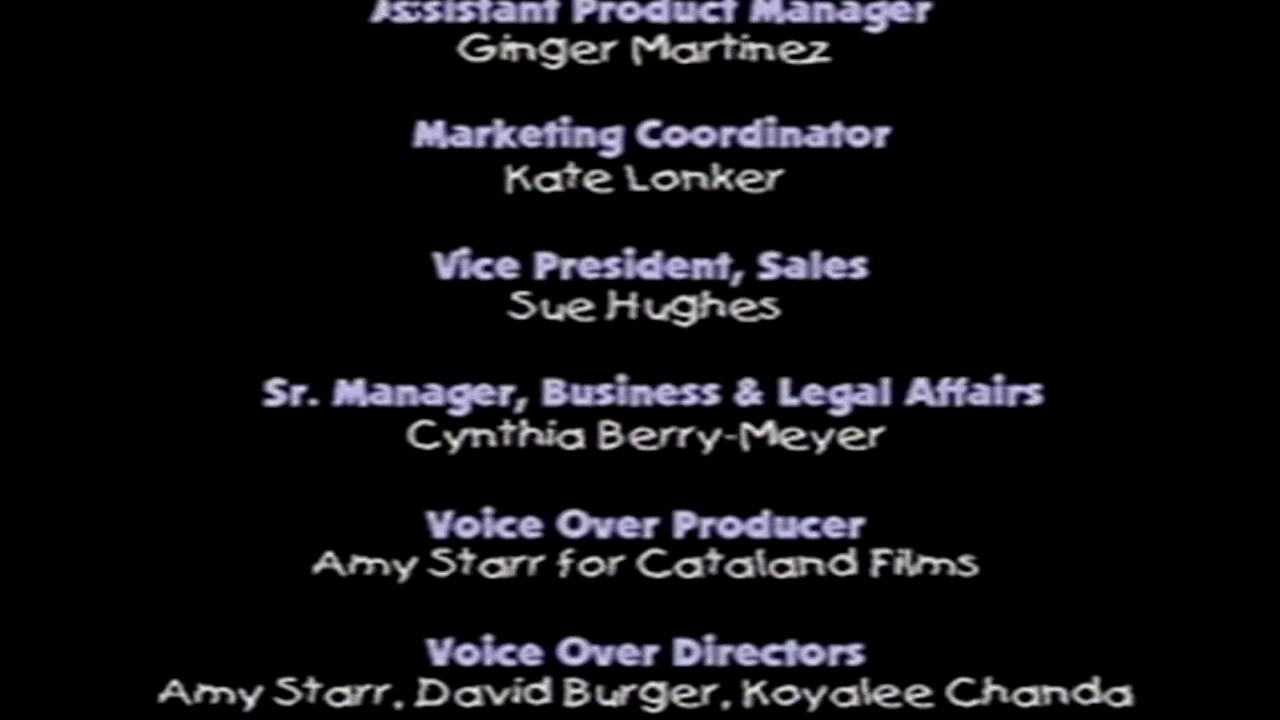 Assistant Product Manager
Ginger Martinez
Marketing Coordinator
Kate Lonker
Vice President, Sales
Sue Hughes
Sr. Manager, Business & Legal Affairs
Cynthia Berry-Meyer
Voice Over Producer
Amy Starr for Cataland Films
Voice Over Directors
Amy Starr, David Burger, Koyalee Chanda